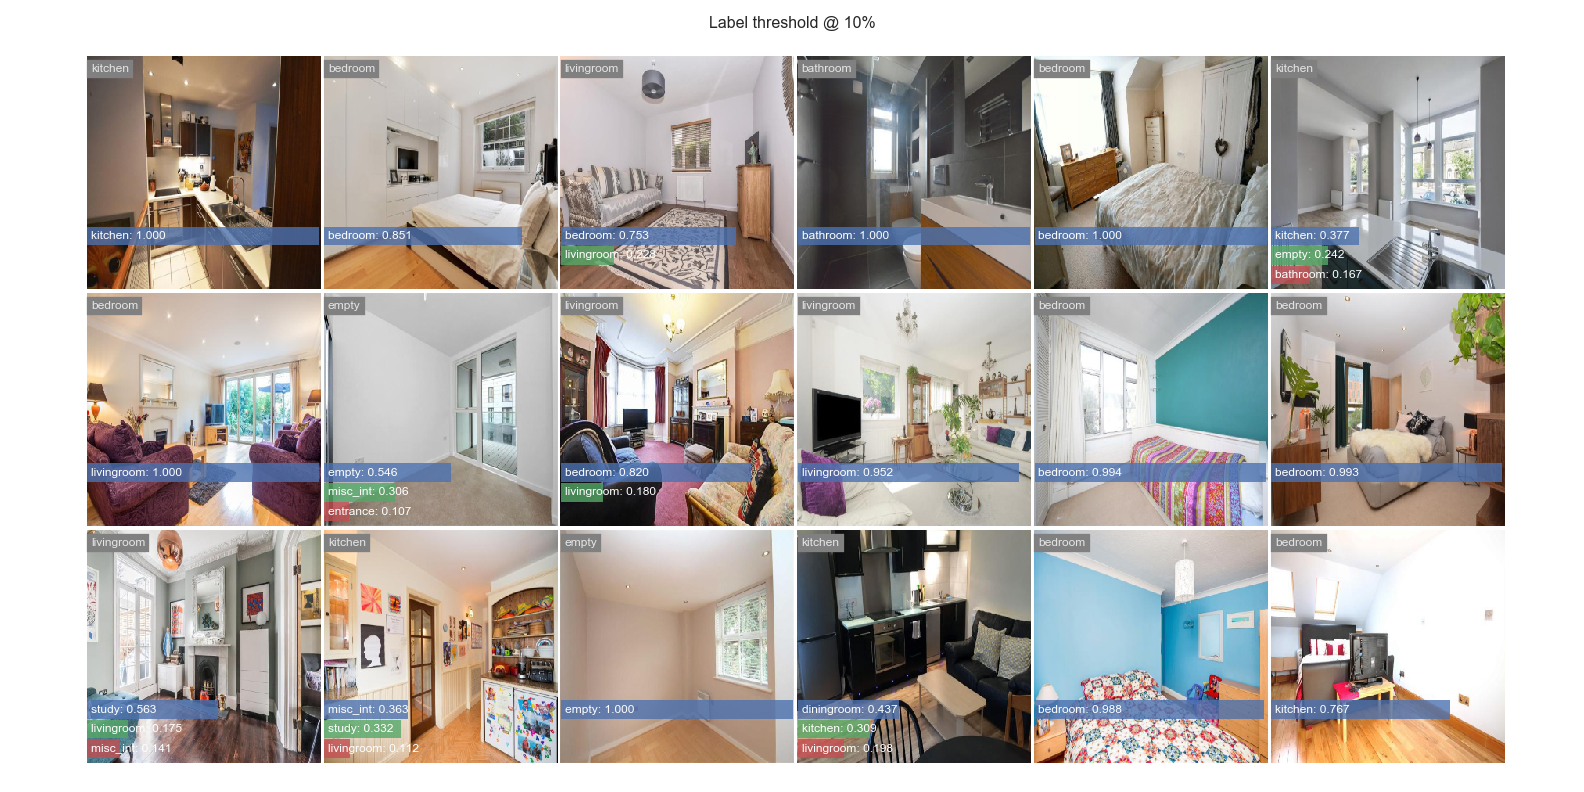 Label threshold @ 10%
kitchen
kitchen: 1.000
bedroom
bedroom: 0.851
livingroom
bedroom: 0.753
livingroom: 0.228
bathroom
bathroom: 1.000
bedroom
bedroom: 1.000
kitchen
kitchen: 0.377
empty: 0.242
bathroom: 0.167
bedroom
livingroom: 1.000
empty
empty: 0.546
misc_int: 0.306
entrance: 0.107
livingroom
bedroom: 0.820
livingroom: 0.180
livingroom
livingroom: 0.952
bedroom
bedroom: 0.994
bedroom
bedroom: 0.993
livingroom
study: 0.563
livingroom: 0.175
misc_int: 0.141
kitchen
misc_int: 0.363
study: 0.332
livingroom: 0.112
empty
empty: 1.000
kitchen
diningroom: 0.437
kitchen: 0.309
livingroom: 0.198
bedroom
bedroom: 0.988
bedroom
kitchen: 0.767